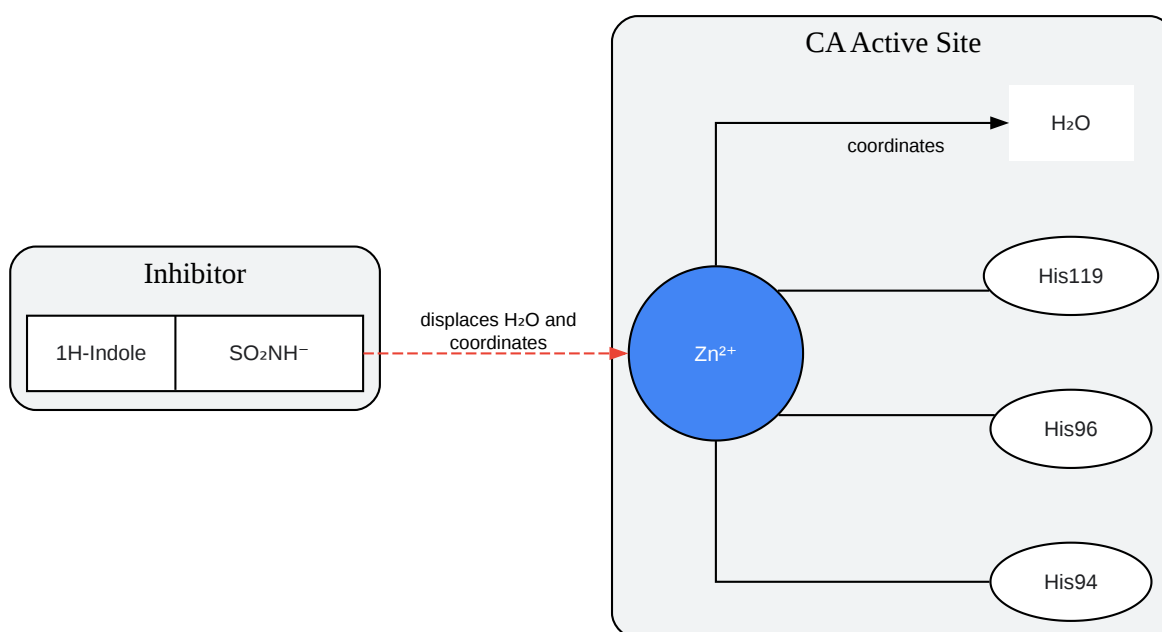 CA Active Site
H₂O
coordinates
His119
Inhibitor
displaces H₂O and
coordinates
1H-Indole
SO₂NH⁻
Zn²⁺
His96
His94